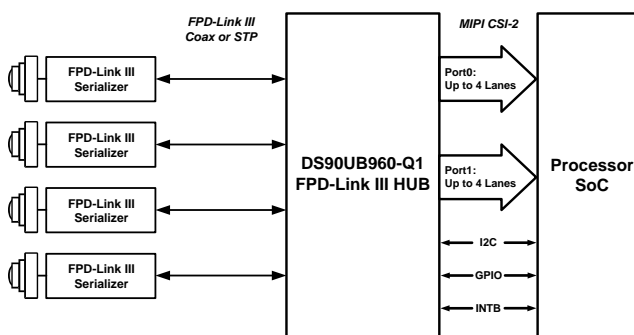 FPD-Link III
Coax or STP
MIPI CSI-2
FPD-Link III
Serializer
FPD-Link III
Serializer
FPD-Link III
Serializer
FPD-Link III
Serializer
DS90UB960-Q1
FPD-Link III HUB
Port0:
Up to 4 Lanes
Port1:
Up to 4 Lanes
I2C
GPIO
INTB
Processor
SoC